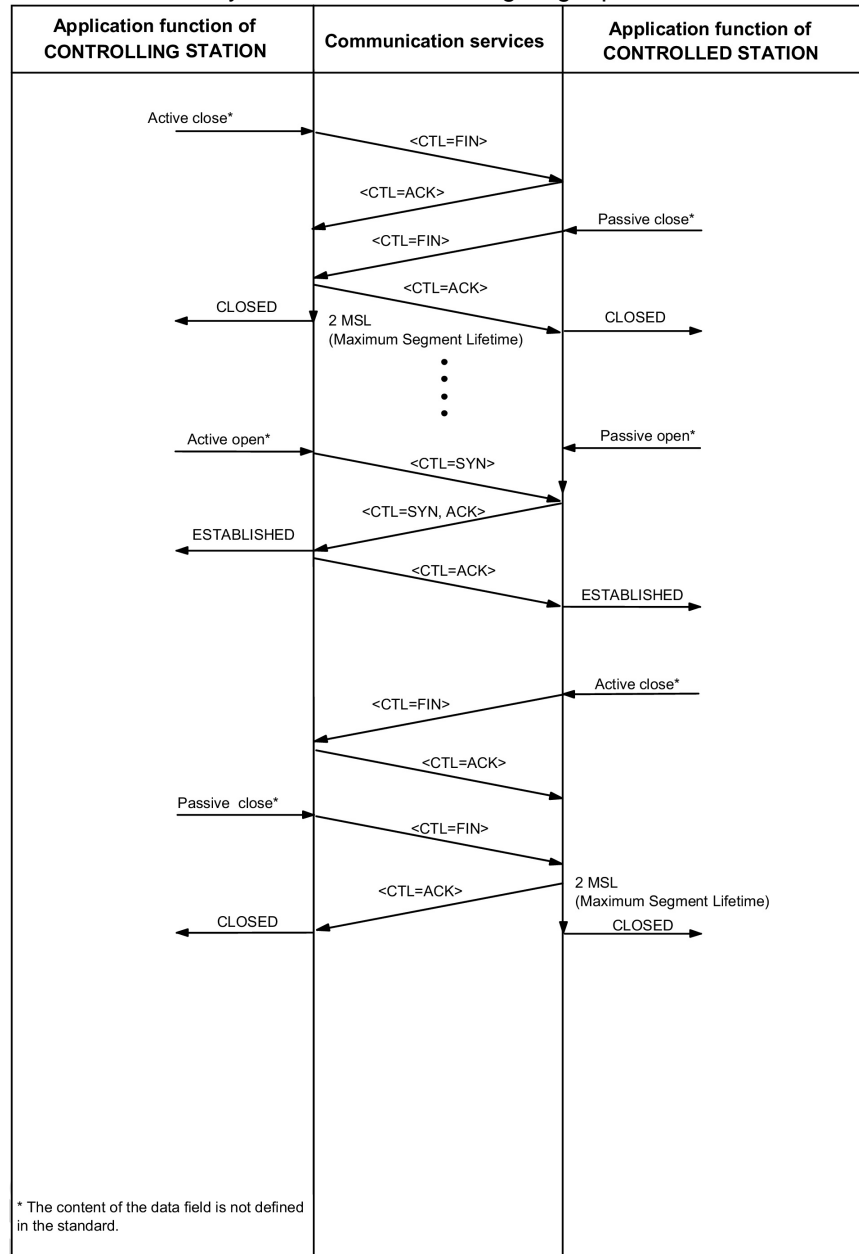 Application function of
CONTROLLING STATION
Communication services
Application function of
CONTROLLED STATION
Active close*
<CTL=FIN>
<CTL=ACK>
Passive close*
<CTL=FIN>
<CTL=ACK>
CLOSED
2 MSL
(Maximum Segment Lifetime)
CLOSED
Active open*
Passive open*
<CTL=SYN>
<CTL=SYN, ACK>
ESTABLISHED
<CTL=ACK>
ESTABLISHED
Active close*
<CTL=FIN>
<CTL=ACK>
Passive close*
<CTL=FIN>
<CTL=ACK>
2 MSL
(Maximum Segment Lifetime)
CLOSED
CLOSED
* The content of the data field is not defined
in the standard.